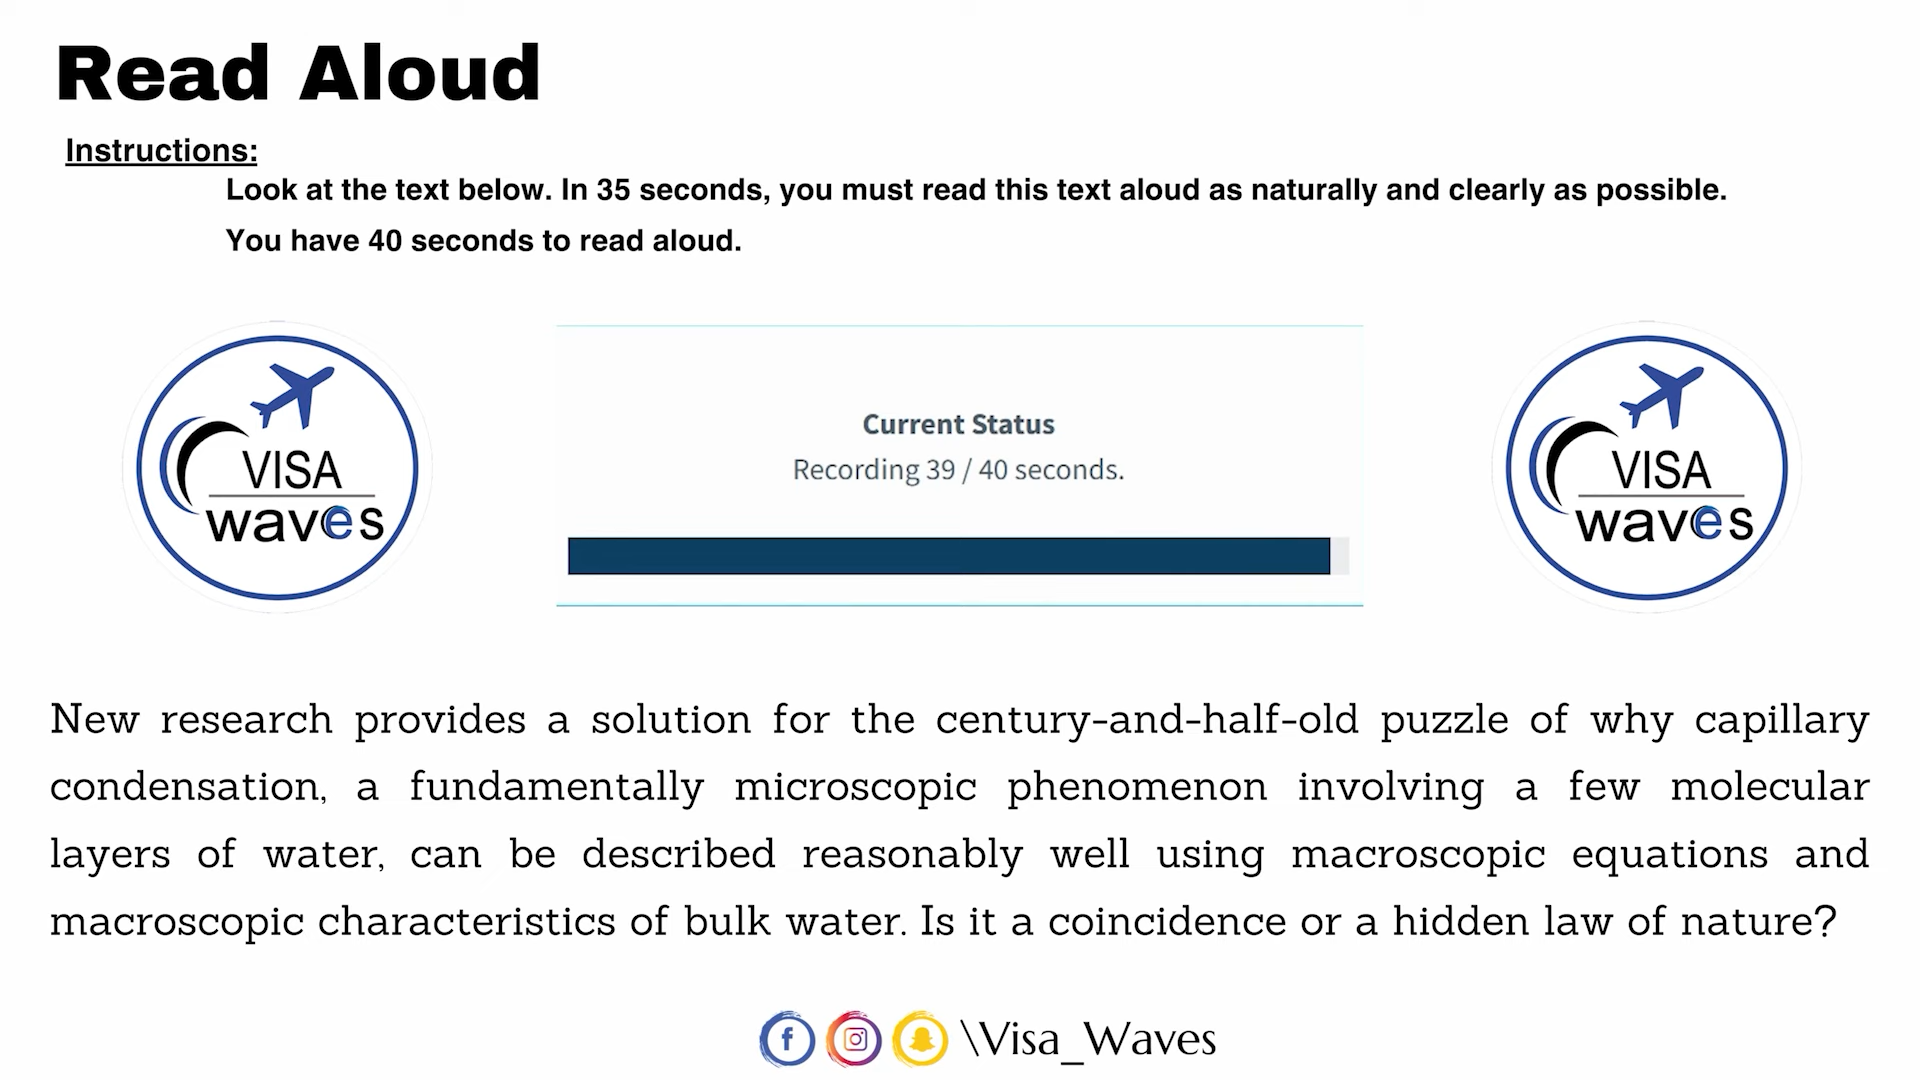 Read Aloud
Instructions:
Look at the text below. In 35 seconds, you must read this text aloud as naturally and clearly as possible.
You have 40 seconds to read aloud.
VISA
waves
Current Status
Recording 39 / 40 seconds.
VISA
waves
New research provides a solution for the century-and-half-old puzzle of why capillary
condensation, a fundamentally microscopic phenomenon involving a few molecular
layers of water, can be described reasonably well using macroscopic equations and
macroscopic characteristics of bulk water. Is it a coincidence or a hidden law of nature?
f \Visa_Waves